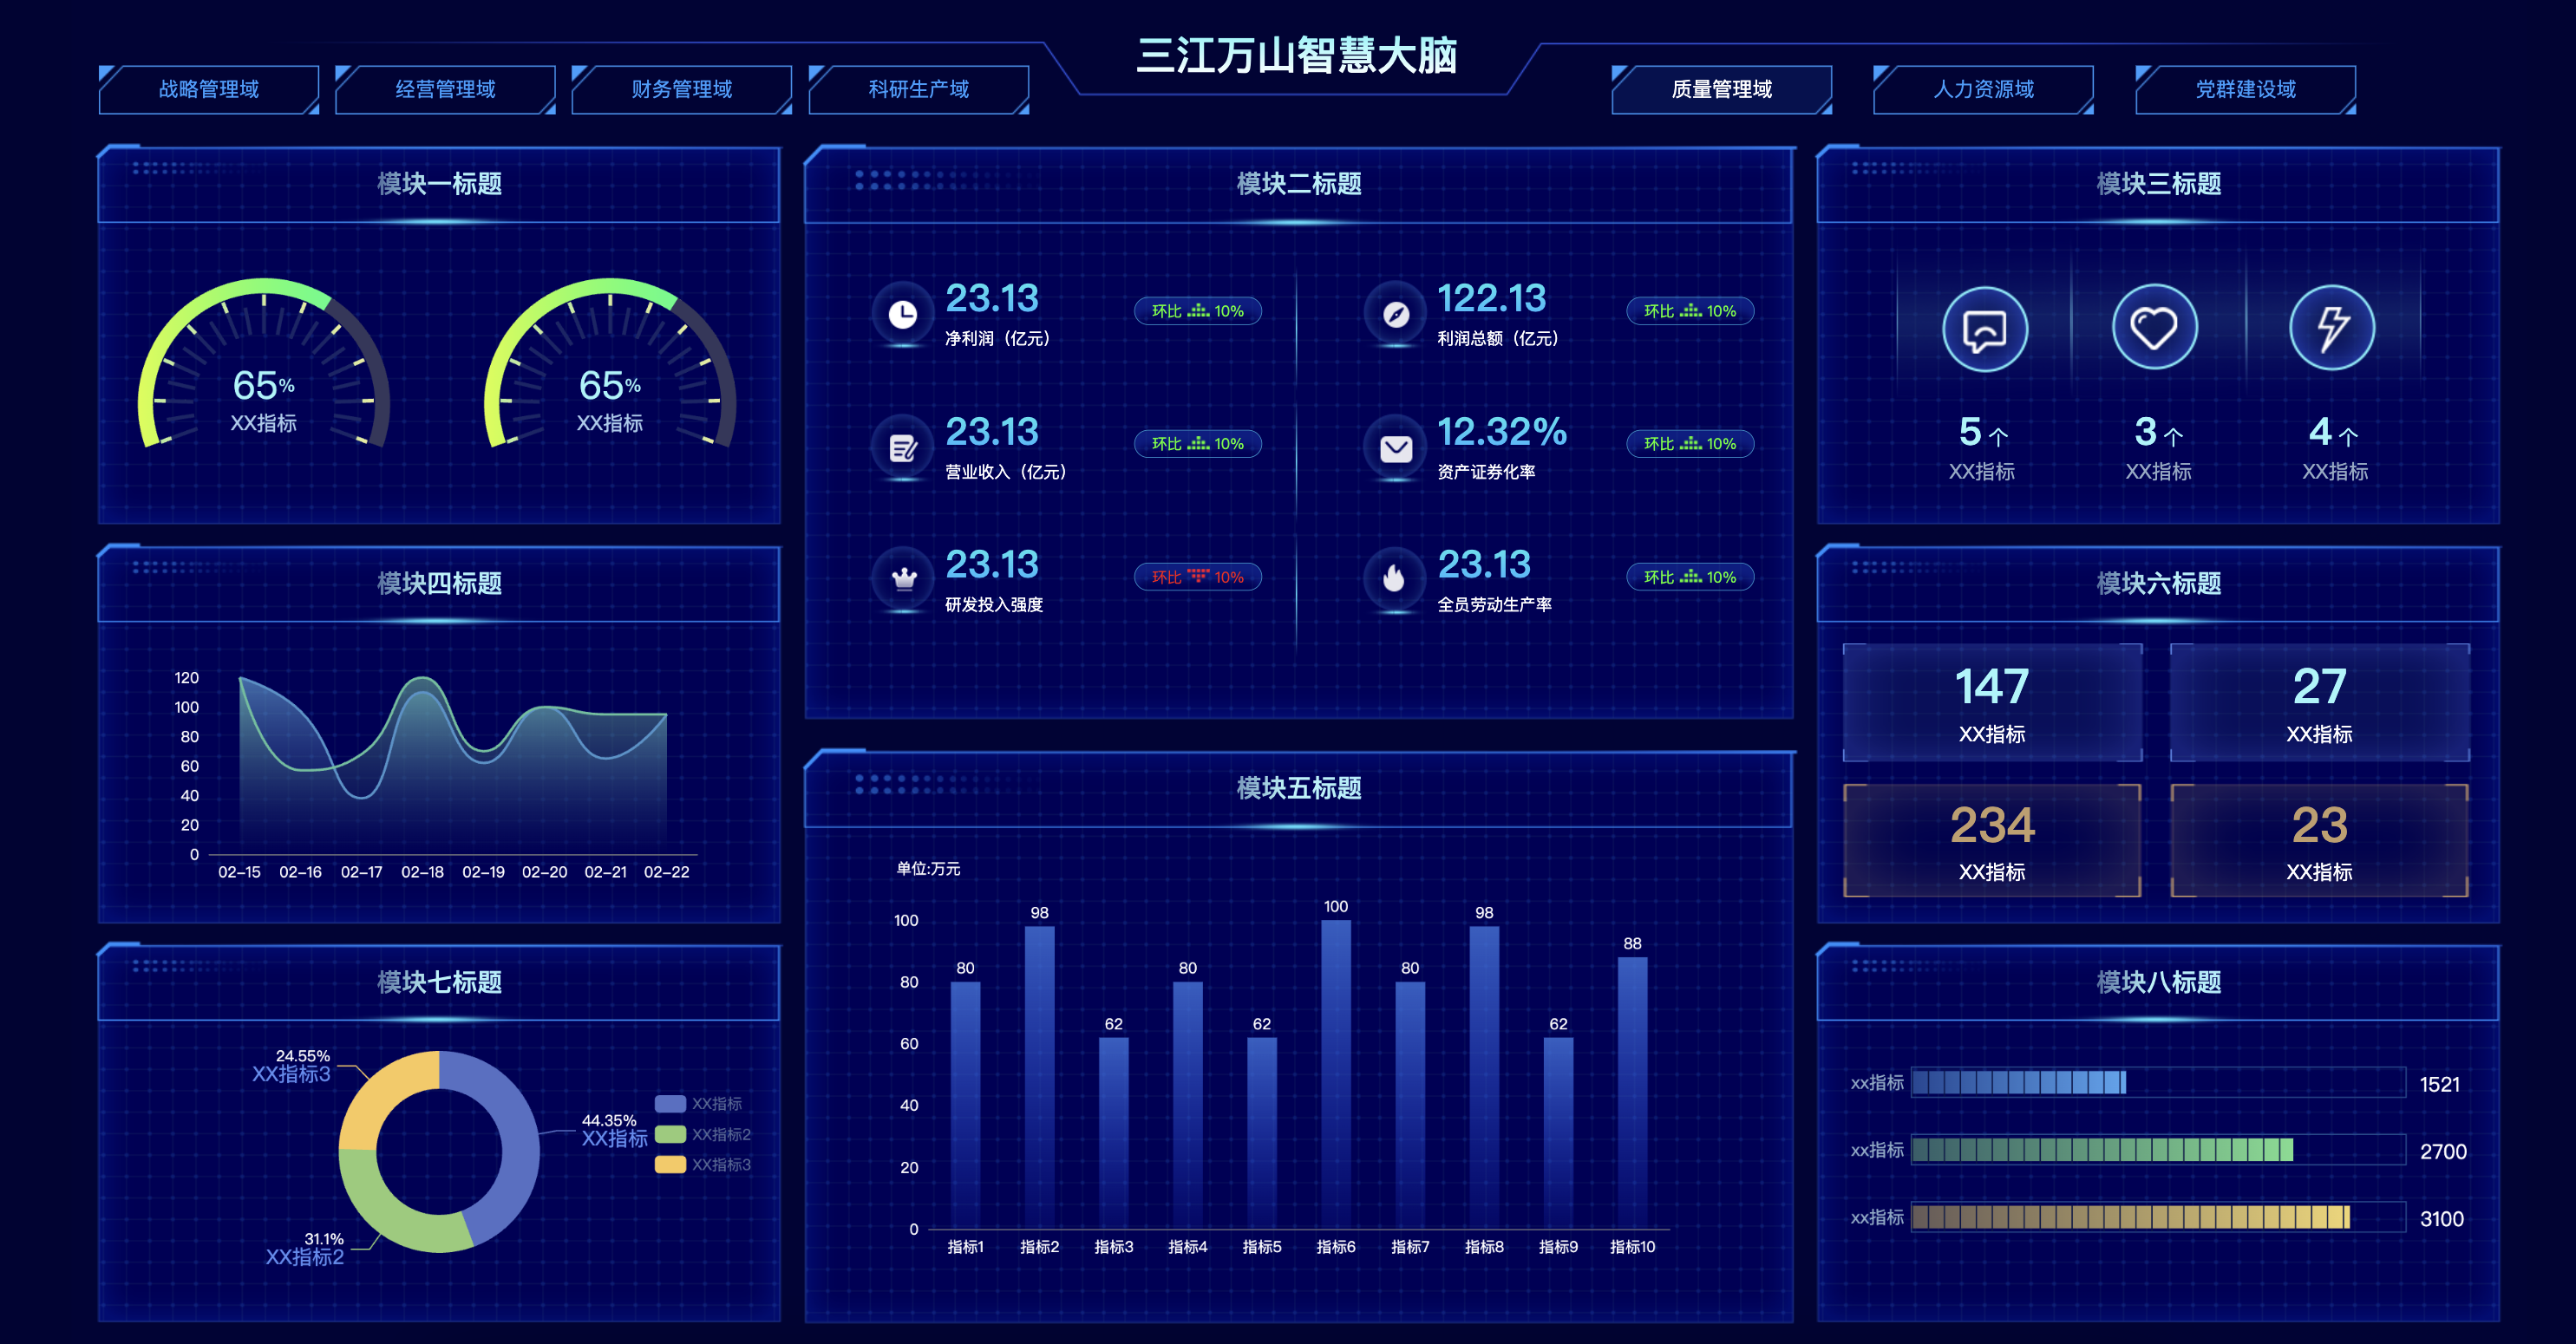 三江万山智慧大脑
战略管理域
经营管理域
财务管理域
科研生产域
质量管理域
人力资源域
党群建设域
模块一标题
65%
XX指标
65%
XX指标
模块二标题
23.13
净利润（亿元）
环比 10%
122.13
利润总额（亿元）
环比 10%
23.13
营业收入（亿元）
环比 10%
12.32%
资产证券化率
环比 10%
23.13
研发投入强度
环比 10%
23.13
全员劳动生产率
环比 10%
模块三标题
5 个
XX指标
3 个
XX指标
4 个
XX指标
模块四标题
120
100
80
60
40
20
0
02-15 02-16 02-17 02-18 02-19 02-20 02-21 02-22
模块五标题
单位:万元
100
80
60
40
20
0
80
98
62
80
62
100
80
98
62
88
指标1 指标2 指标3 指标4 指标5 指标6 指标7 指标8 指标9 指标10
模块六标题
147
XX指标
27
XX指标
234
XX指标
23
XX指标
模块七标题
24.55%
XX指标3
44.35%
XX指标
31.1%
XX指标2
XX指标
XX指标2
XX指标3
模块八标题
xx指标 1521
xx指标 2700
xx指标 3100